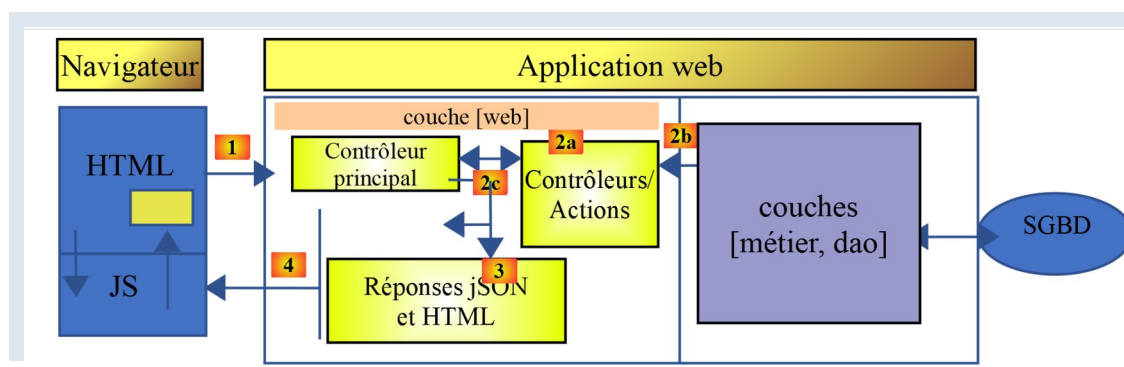 Navigateur
Application web
couche [web]
1
HTML
JS
Contrôleur
principal
2a
2b
2c
Contrôleurs/
Actions
couches
[métier, dao]
SGBD
3
4
Réponses jSON
et HTML